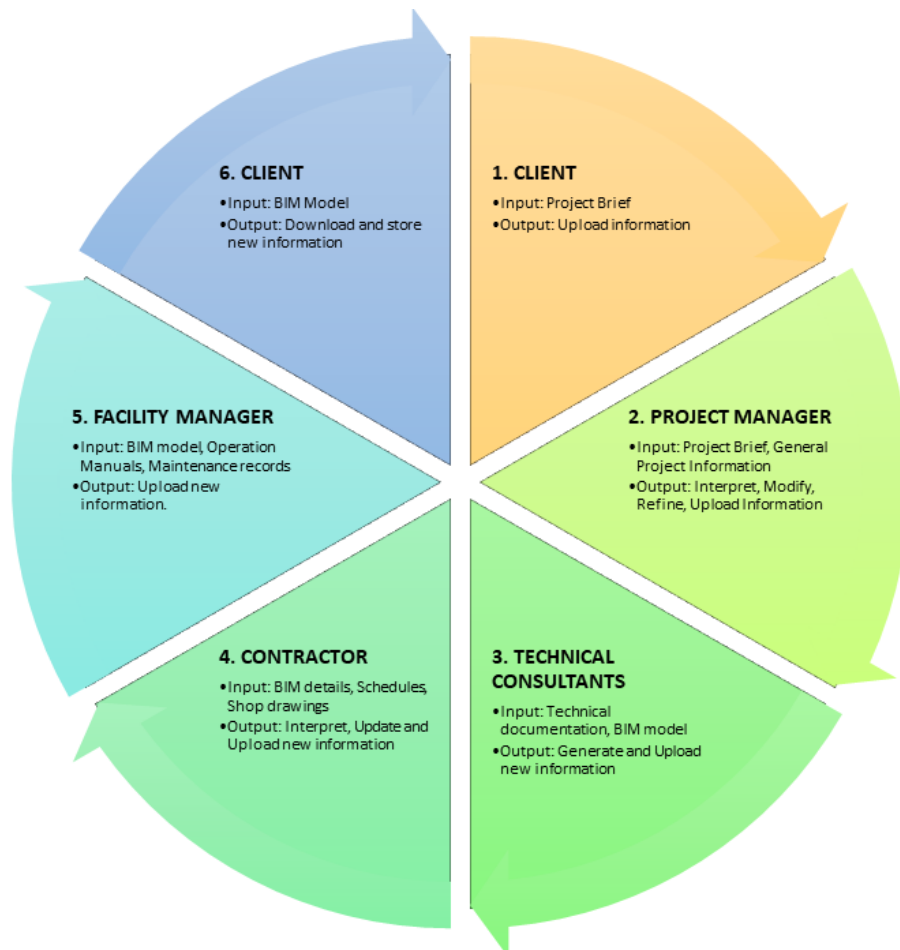 1. CLIENT
•Input: Project Brief
•Output: Upload information
2. PROJECT MANAGER
•Input: Project Brief, General
Project Information
•Output: Interpret, Modify,
Refine, Upload Information
3. TECHNICAL
CONSULTANTS
•Input: Technical
documentation, BIM model
•Output: Generate and Upload
new information
4. CONTRACTOR
•Input: BIM details, Schedules,
Shop drawings
•Output: Interpret, Update and
Upload new information
5. FACILITY MANAGER
•Input: BIM model, Operation
Manuals, Maintenance records
•Output: Upload new
information.
6. CLIENT
•Input: BIM Model
•Output: Download and store
new information